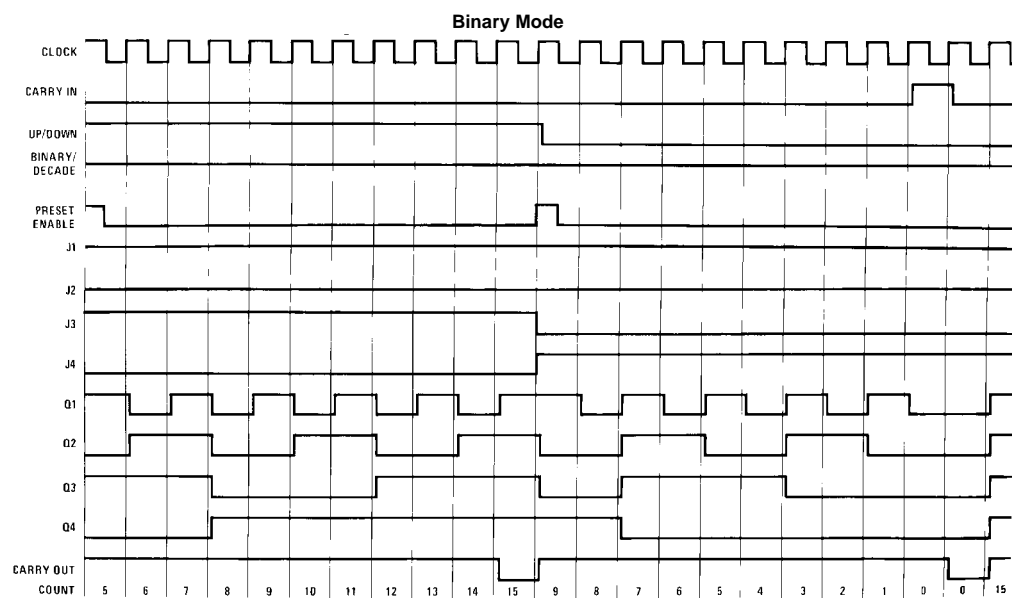 Binary Mode
CLOCK
CARRY IN
UP/DOWN
BINARY/
DECADE
PRESET
ENABLE
J1
J2
J3
J4
Q1
Q2
Q3
Q4
CARRY OUT
COUNT 5 6 7 8 9 10 11 12 13 14 15 9 8 7 6 5 4 3 2 1 0 0 15